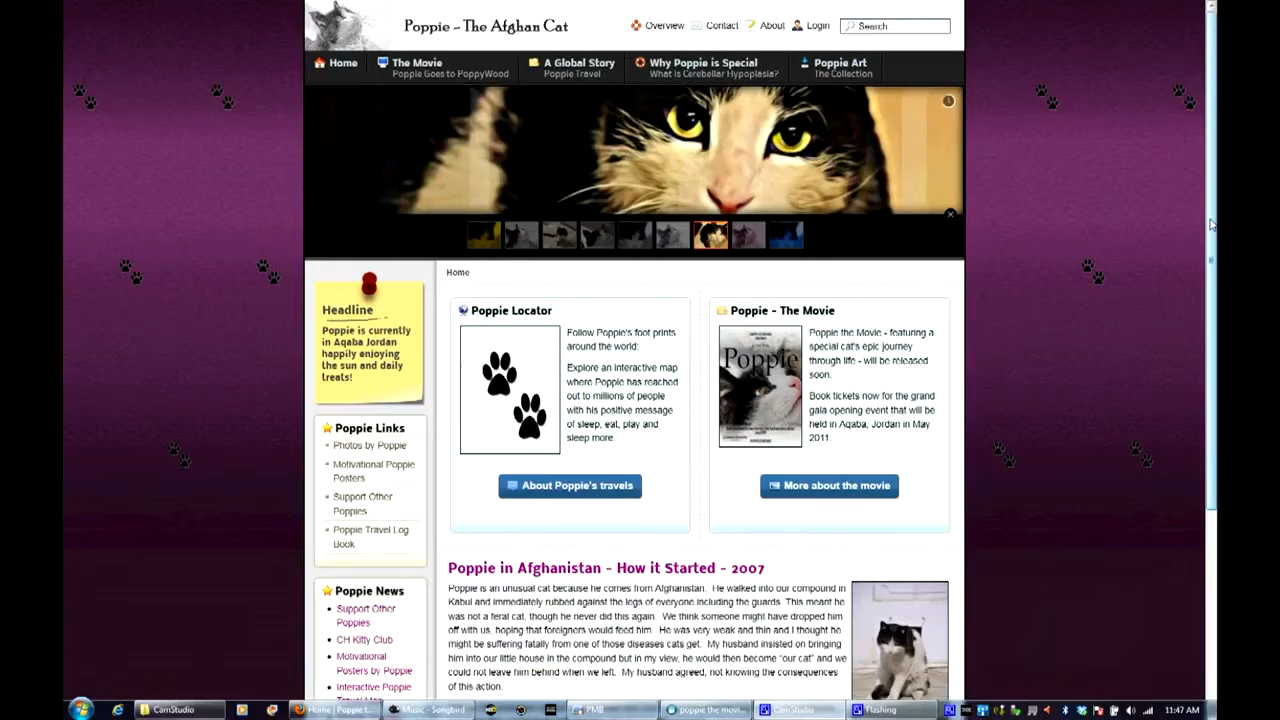 Poppie - The Afghan Cat
Overview Contact About Login Search
Home The Movie A Global Story Why Poppie is Special Poppie Art
Poppie Goes to PoppyWood Poppie Travel What is Cerebellar Hypoplasia? The Collection
Home
Headline
Poppie is currently
in Aqaba Jordan
happily enjoying
the sun and daily
treats!
Poppie Links
Photos by Poppie
Motivational Poppie
Posters
Support Other
Poppies
Poppie Travel Log
Book
Poppie News
Support Other
Poppies
CH Kitty Club
Motivational
Posters by Poppie
Interactive Poppie
Poppie Locator
Follow Poppie's foot prints
around the world:
Explore an interactive map
where Poppie has reached
out to millions of people
with his positive message
of sleep, eat, play and
sleep more.
About Poppie's travels
Poppie - The Movie
Poppie
Poppie the Movie - featuring a
special cat's epic journey
through life - will be released
soon.
Book tickets now for the grand
gala opening event that will be
held in Aqaba, Jordan in May
2011
More about the movie
Poppie in Afghanistan - How it Started - 2007
Poppie is an unusual cat because he comes from Afghanistan. He walked into our compound in
Kabul and immediately rubbed against the legs of everyone including the guards. This meant he
was not a feral cat, though he never did this again. We think someone might have dropped him
off with us, hoping that foreigners would feed him. He was very weak and thin and I thought he
might be suffering fatally from one of those diseases cats get. My husband insisted on bringing
him into our little house in the compound but in my view, he would then become "our cat" and we
could not leave him behind when we left. My husband agreed, not knowing the consequences
of this action.
CamStudio Home | Poppie t... Music - Songbird PMB poppie the movi... CamStudio Flashing 11:47 AM